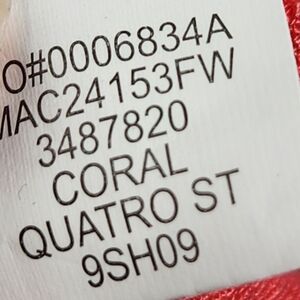 O#0006834A
MAC24153FW
3487820
CORAL
QUATRO ST
9SH09